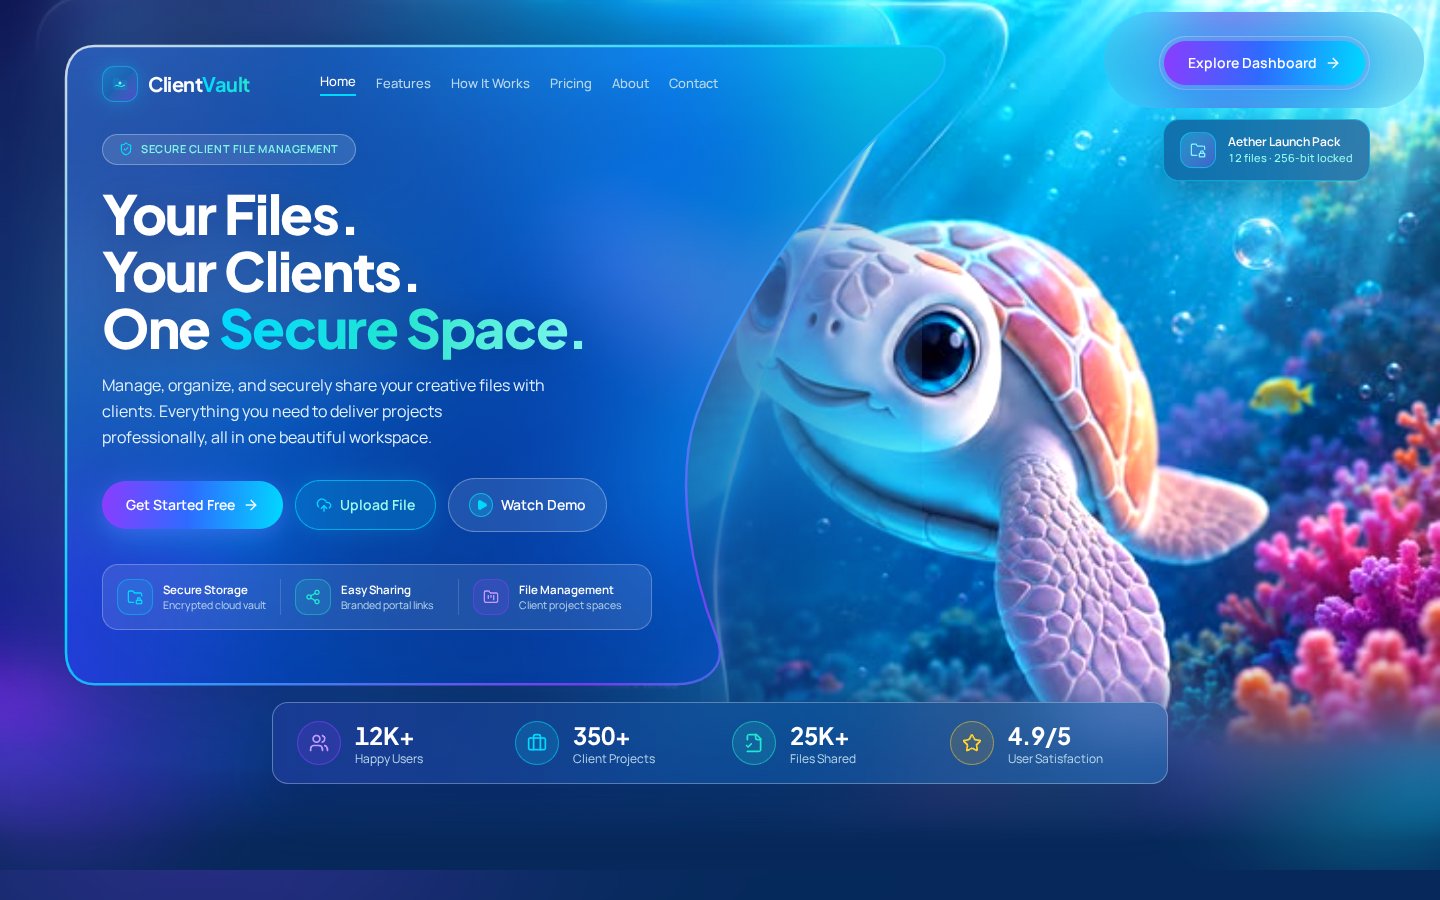 ClientVault
Home
Features
How It Works
Pricing
About
Contact
Explore Dashboard
Aether Launch Pack
12 files · 256-bit locked
SECURE CLIENT FILE MANAGEMENT
Your Files.
Your Clients.
One Secure Space.
Manage, organize, and securely share your creative files with
clients. Everything you need to deliver projects
professionally, all in one beautiful workspace.
Get Started Free
Upload File
Watch Demo
Secure Storage
Encrypted cloud vault
Easy Sharing
Branded portal links
File Management
Client project spaces
12K+
Happy Users
350+
Client Projects
25K+
Files Shared
4.9/5
User Satisfaction